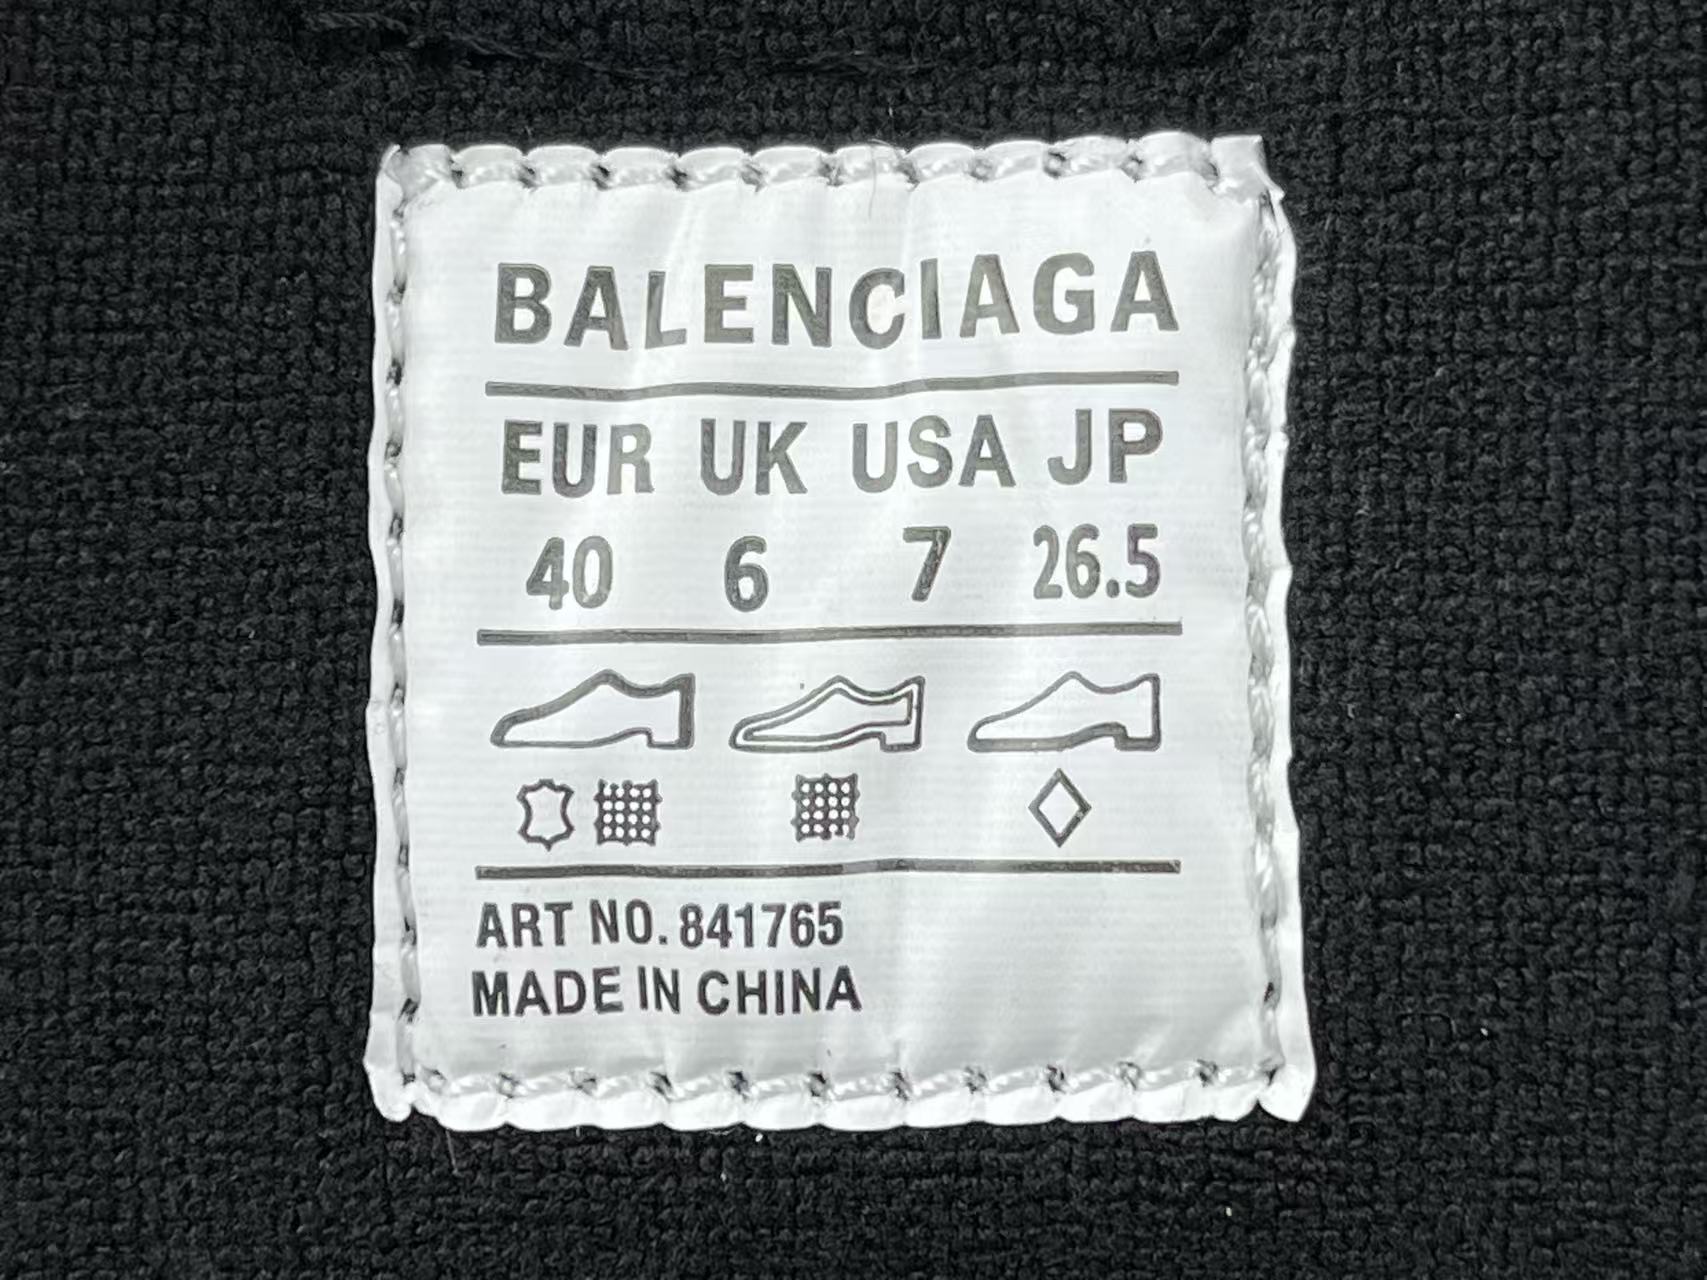 BALENCIAGA
EUR UK USA JP
40 6 7 26.5
ART NO. 841765
MADE IN CHINA